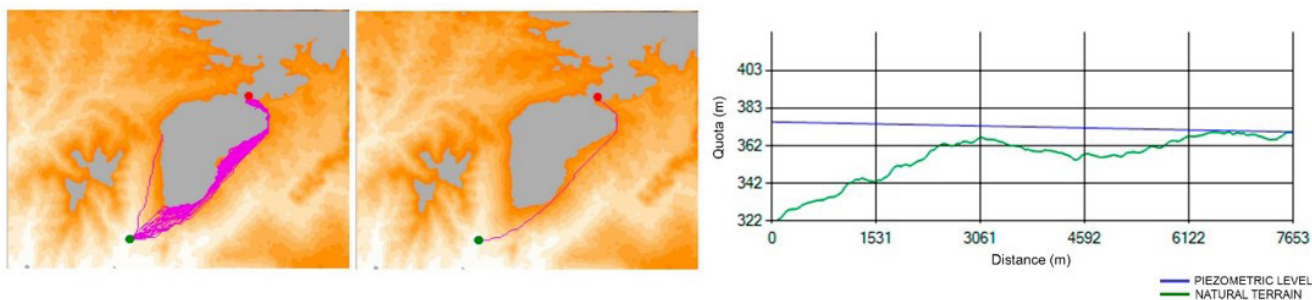 403
383
362
342
322
Quota (m)
0 1531 3061 4592 6122 7653
Distance (m)
PIEZOMETRIC LEVEL
NATURAL TERRAIN